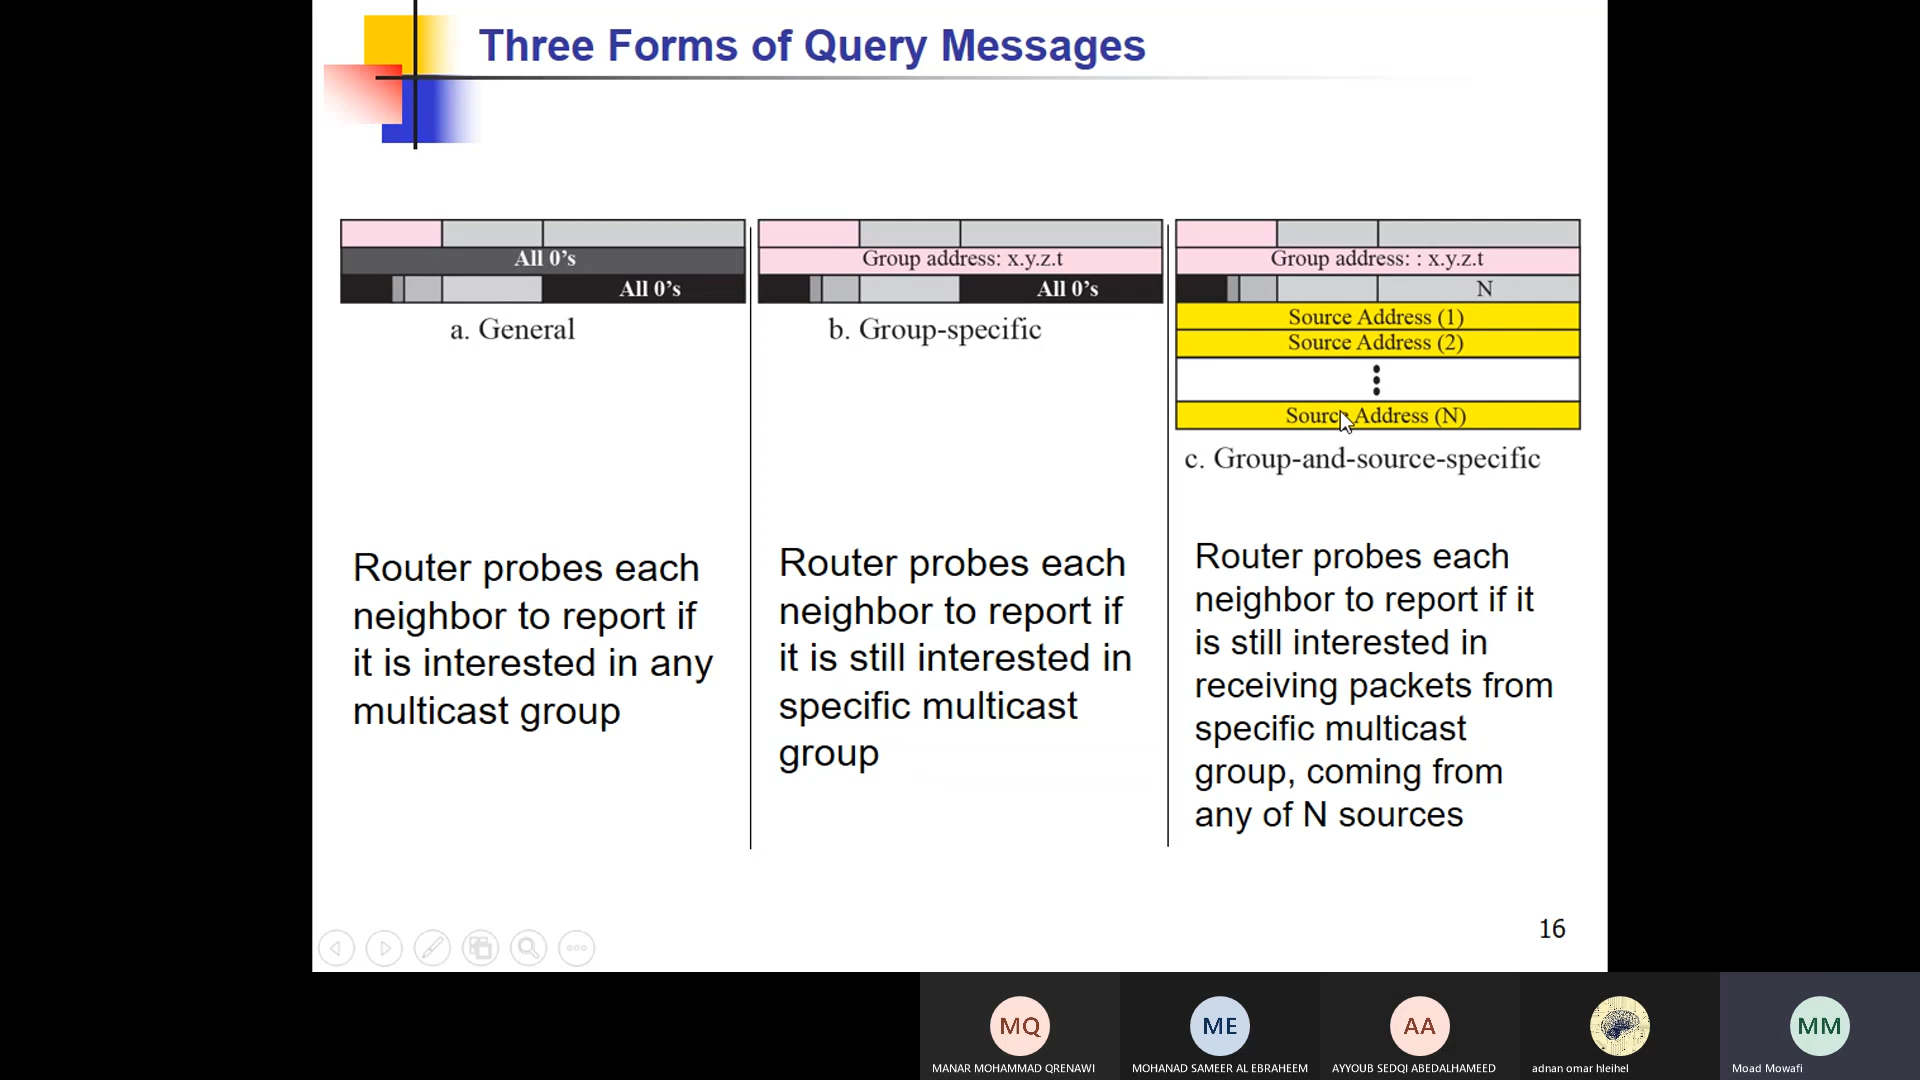 Three Forms of Query Messages
All 0's
All 0's
a. General
Group address: x.y.z.t
All 0's
b. Group-specific
Group address: : x.y.z.t
N
Source Address (1)
Source Address (2)
Source Address (N)
c. Group-and-source-specific
Router probes each
neighbor to report if
it is interested in any
multicast group
Router probes each
neighbor to report if
it is still interested in
specific multicast
group
Router probes each
neighbor to report if it
is still interested in
receiving packets from
specific multicast
group, coming from
any of N sources
16
MQ
MANAR MOHAMMAD QRENAWI
ME
MOHANAD SAMEER AL EBRAHEEM
AA
AYYOUB SEDQI ABEDALHAMEED
adnan omar hleihel
MM
Moad Mowafi